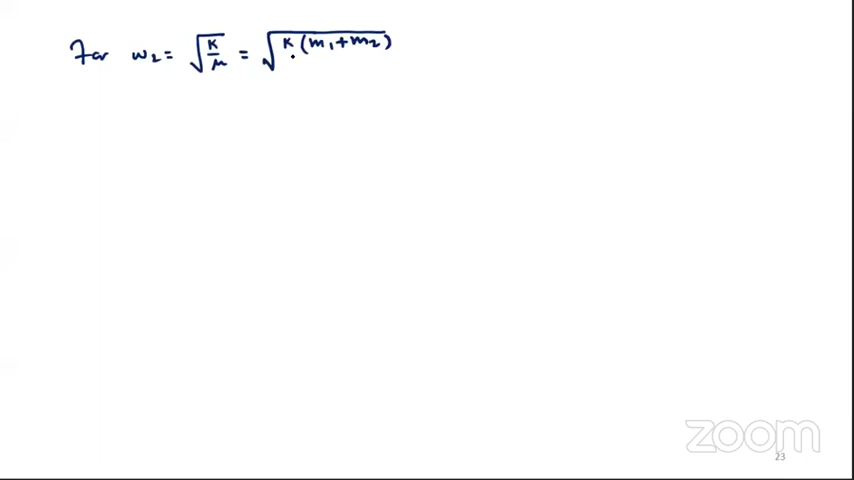 For ω₂ = √(K/μ) = √(K(m₁+m₂))
zoom
23